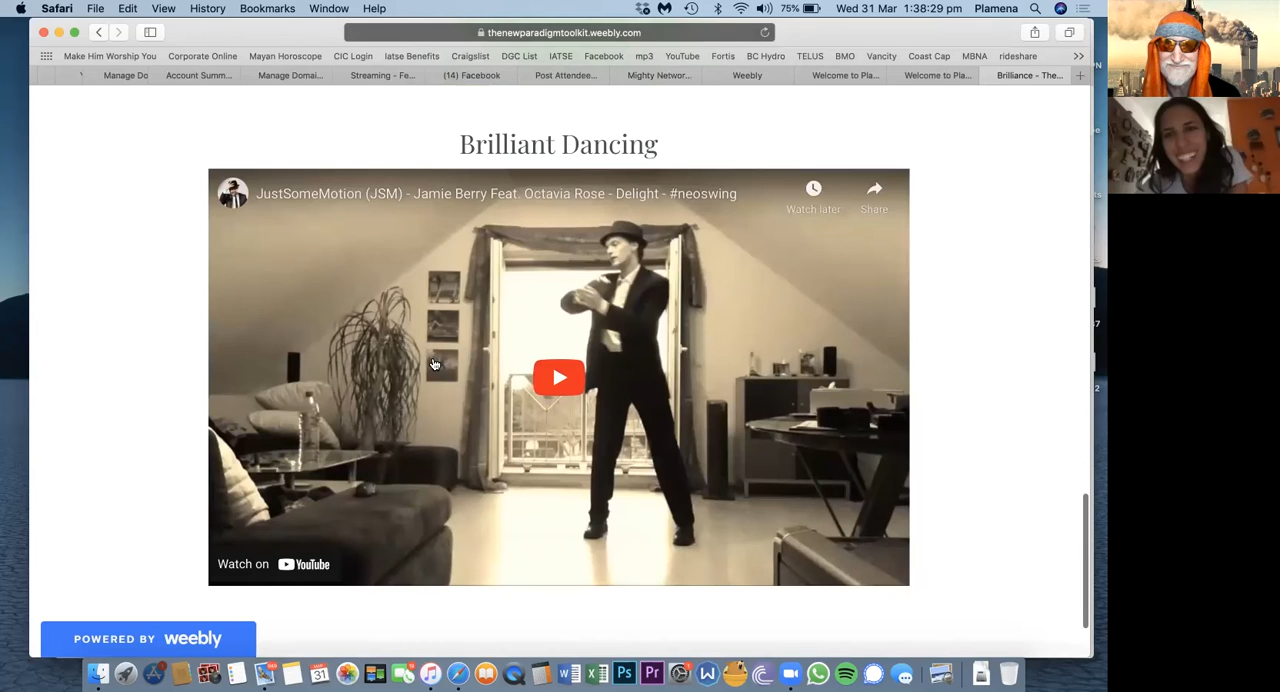 Safari File Edit View History Bookmarks Window Help 75% Wed 31 Mar 1:38:29 pm Plamena
thenewparadigmtoolkit.weebly.com
Make Him Worship You Corporate Online Mayan Horoscope CIC Login Iatse Benefits Craigslist DGC List IATSE Facebook mp3 YouTube Fortis BC Hydro TELUS BMO Vancity Coast Cap MBNA rideshare
Manage Do Account Summ... Manage Domai... Streaming - Fe... (14) Facebook Post Attendee... Mighty Networ... Weebly Welcome to Pla... Welcome to Pla... Brilliance - The...
Brilliant Dancing
JustSomeMotion (JSM) - Jamie Berry Feat. Octavia Rose - Delight - #neoswing
Watch later Share
Watch on YouTube
POWERED BY weebly
31
W X Ps Pr